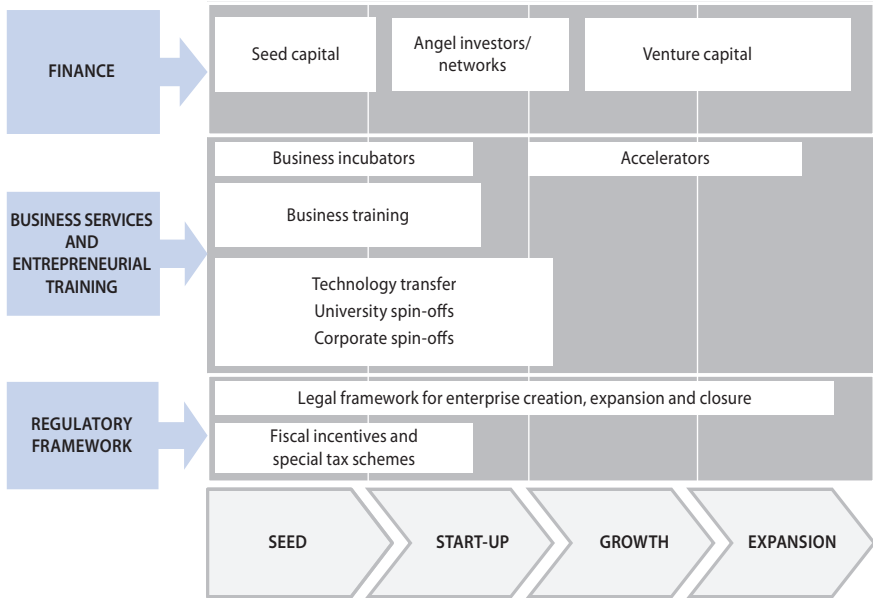 FINANCE
Seed capital
Angel investors/
networks
Venture capital
BUSINESS SERVICES
AND
ENTREPRENEURIAL
TRAINING
Business incubators
Accelerators
Business training
Technology transfer
University spin-offs
Corporate spin-offs
REGULATORY
FRAMEWORK
Legal framework for enterprise creation, expansion and closure
Fiscal incentives and
special tax schemes
SEED
START-UP
GROWTH
EXPANSION